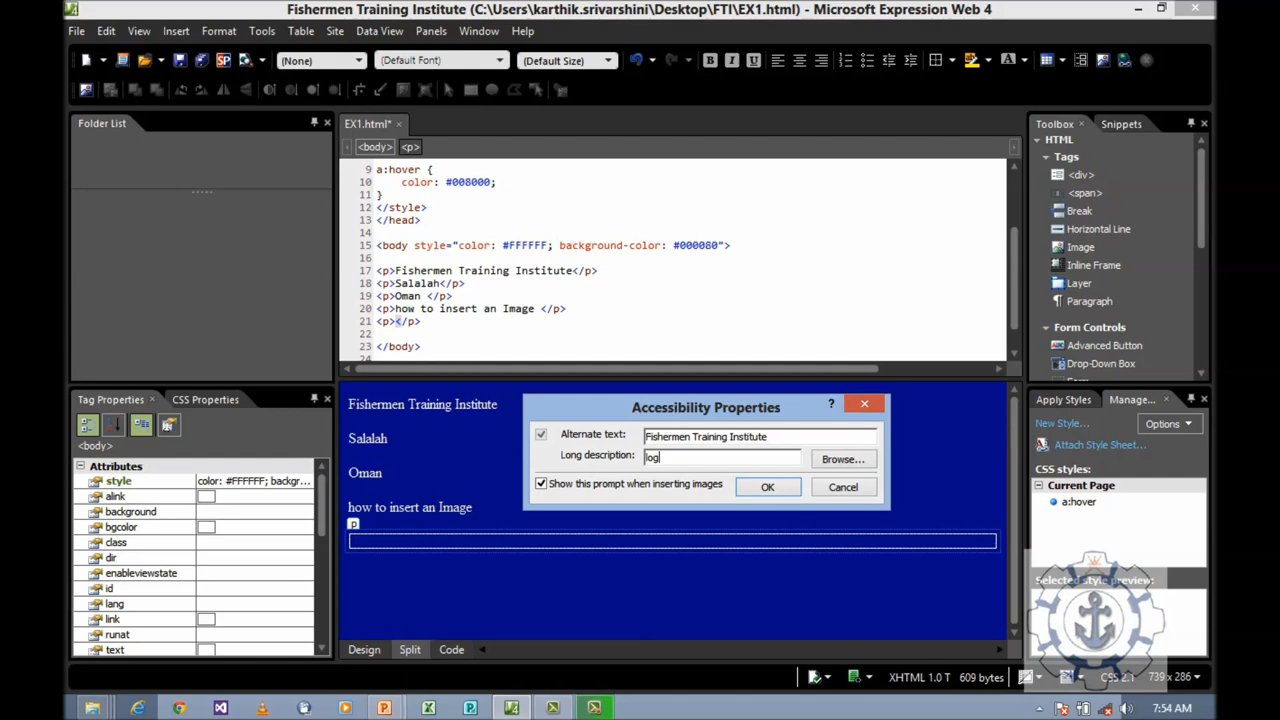 Fishermen Training Institute (C:\Users\karthik.srivarshini\Desktop\FTI\EX1.html) - Microsoft Expression Web 4
File Edit View Insert Format Tools Table Site Data View Panels Window Help
(None) (Default Font) (Default Size) B I U A
Folder List
EX1.html*
<body> <p>
9 a:hover {
10 color: #008000;
11 }
12 </style>
13 </head>
14
15 <body style="color: #FFFFFF; background-color: #000080">
16
17 <p>Fishermen Training Institute</p>
18 <p>Salalah</p>
19 <p>Oman </p>
20 <p>how to insert an Image </p>
21 <p></p>
22
23 </body>
24
Toolbox Snippets
HTML
Tags
<div>
<span>
Break
Horizontal Line
Image
Inline Frame
Layer
Paragraph
Form Controls
Advanced Button
Drop-Down Box
Tag Properties CSS Properties
<body>
Attributes
style color: #FFFFFF; backgr...
alink
background
bgcolor
class
dir
enableviewstate
id
lang
link
runat
text
Fishermen Training Institute
Salalah
Oman
how to insert an Image
p
Accessibility Properties ?
Alternate text: Fishermen Training Institute
Long description: log Browse...
Show this prompt when inserting images OK Cancel
Design Split Code
Apply Styles Manage...
New Style... Options
Attach Style Sheet...
CSS styles:
Current Page
a:hover
Selected style preview:
XHTML 1.0 T 609 bytes CSS 2.1 739 x 286
7:54 AM